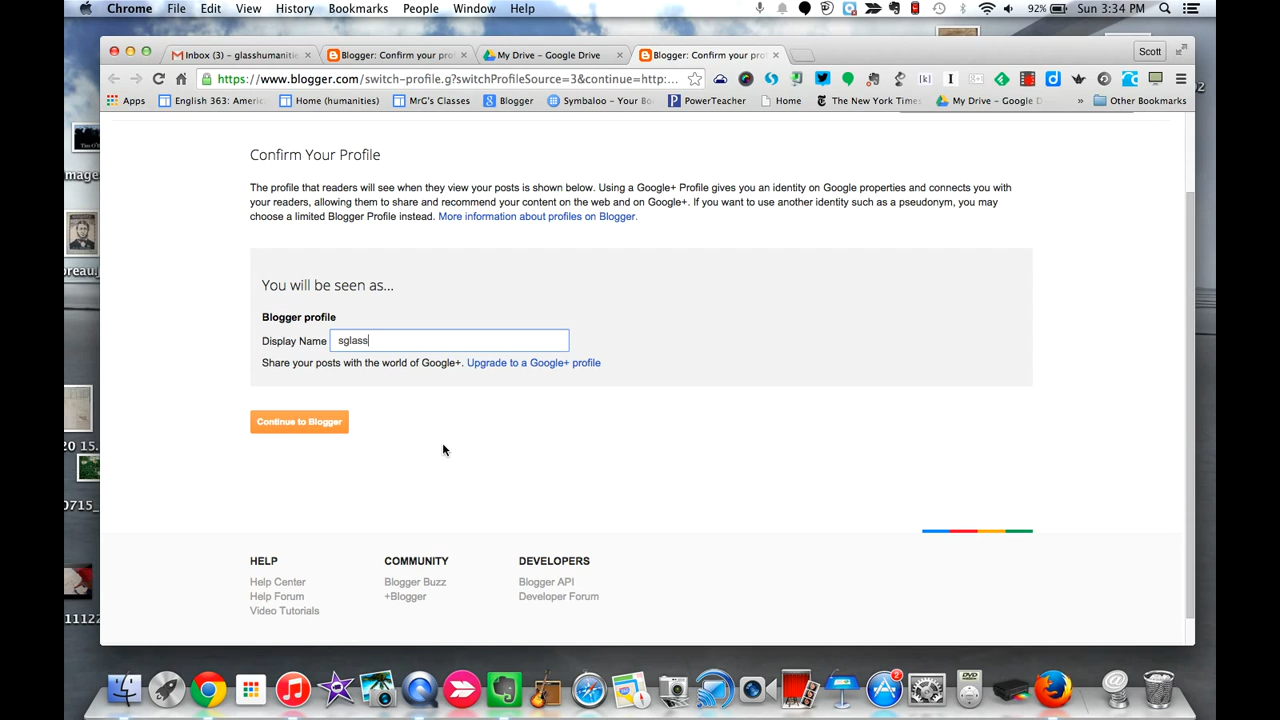 Chrome File Edit View History Bookmarks People Window Help 92% Sun 3:34 PM
Inbox (3) – glasshumanitie × Blogger: Confirm your prof × My Drive – Google Drive × Blogger: Confirm your prof × Scott
https://www.blogger.com/switch-profile.g?switchProfileSource=3&continue=http:...
Apps English 363: Americ Home (humanities) MrG's Classes Blogger Symbaloo – Your Bo PowerTeacher Home The New York Times My Drive – Google D » Other Bookmarks
Confirm Your Profile
The profile that readers will see when they view your posts is shown below. Using a Google+ Profile gives you an identity on Google properties and connects you with
your readers, allowing them to share and recommend your content on the web and on Google+. If you want to use another identity such as a pseudonym, you may
choose a limited Blogger Profile instead. More information about profiles on Blogger.
You will be seen as...
Blogger profile
Display Name sglass
Share your posts with the world of Google+. Upgrade to a Google+ profile
Continue to Blogger
HELP COMMUNITY DEVELOPERS
Help Center Blogger Buzz Blogger API
Help Forum +Blogger Developer Forum
Video Tutorials